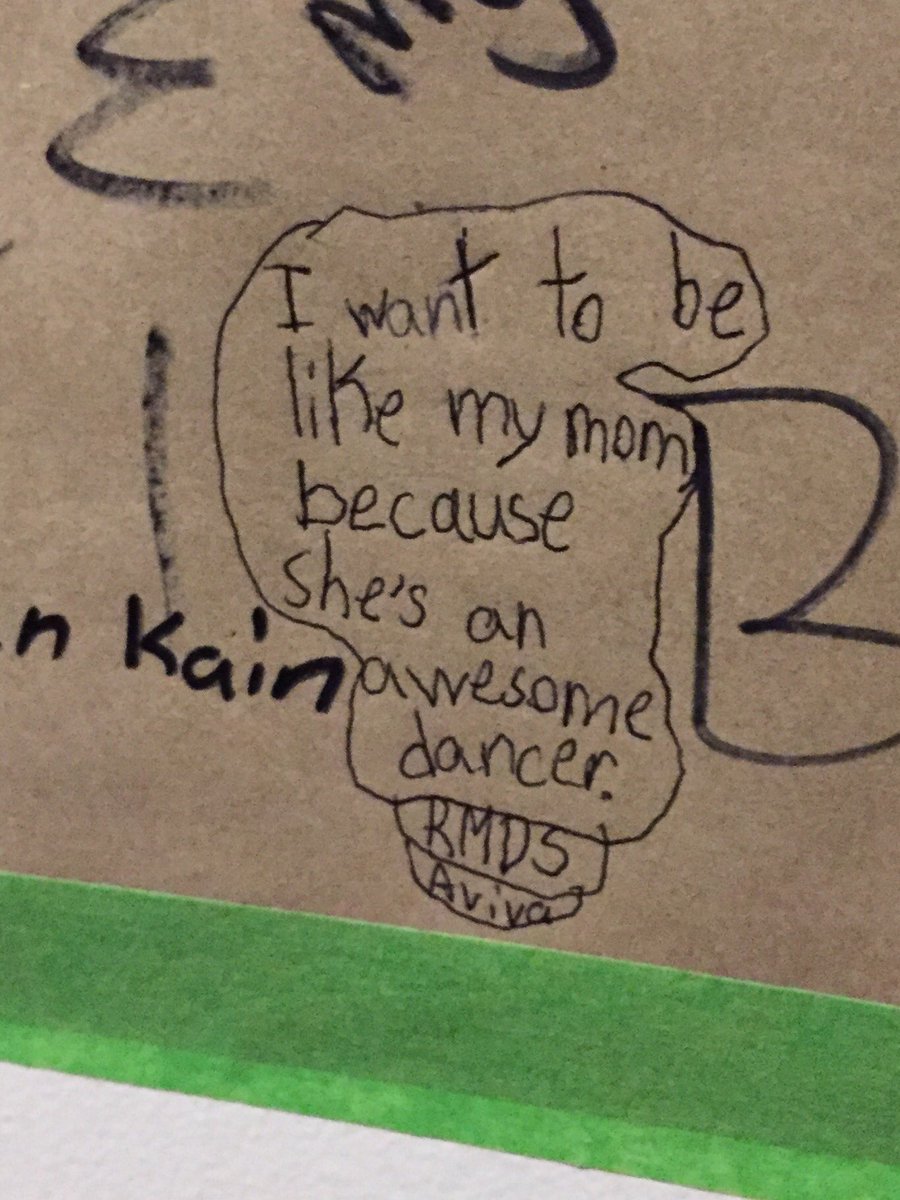 I want to be
like my mom
because
she's an
awesome
dancer.
RMDS
Aviva
n Kain
B